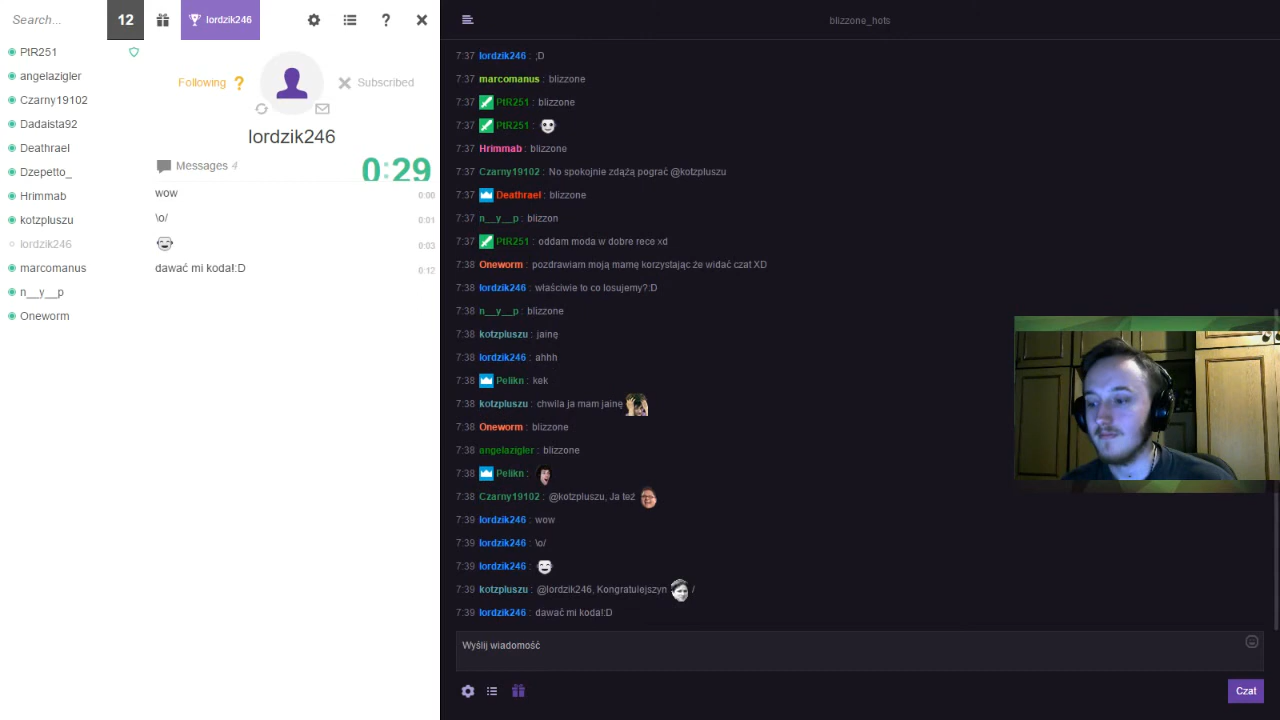 Search...
12
lordzik246
PtR251
angelazigler
Czarny19102
Dadaista92
Deathrael
Dzepetto_
Hrimmab
kotzpluszu
lordzik246
marcomanus
n__y__p
Oneworm
Following ?
Subscribed
lordzik246
Messages 4
0:29
wow 0:00
\o/ 0:01
0:03
dawać mi koda!:D 0:12
blizzone_hots
7:37 lordzik246 : ;D
7:37 marcomanus : blizzone
7:37 PtR251 : blizzone
7:37 PtR251 :
7:37 Hrimmab : blizzone
7:37 Czarny19102 : No spokojnie zdążą pograć @kotzpluszu
7:37 Deathrael : blizzone
7:37 n__y__p : blizzon
7:37 PtR251 : oddam moda w dobre rece xd
7:38 Oneworm : pozdrawiam moją mamę korzystając że widać czat XD
7:38 lordzik246 : właściwie to co losujemy?:D
7:38 n__y__p : blizzone
7:38 kotzpluszu : jainę
7:38 lordzik246 : ahhh
7:38 Pelikn : kek
7:38 kotzpluszu : chwila ja mam jainę
7:38 Oneworm : blizzone
7:38 angelazigler : blizzone
7:38 Pelikn :
7:38 Czarny19102 : @kotzpluszu, Ja też
7:39 lordzik246 : wow
7:39 lordzik246 : \o/
7:39 lordzik246 :
7:39 kotzpluszu : @lordzik246, Kongratulejszyn /
7:39 lordzik246 : dawać mi koda!:D
Wyślij wiadomość
Czat